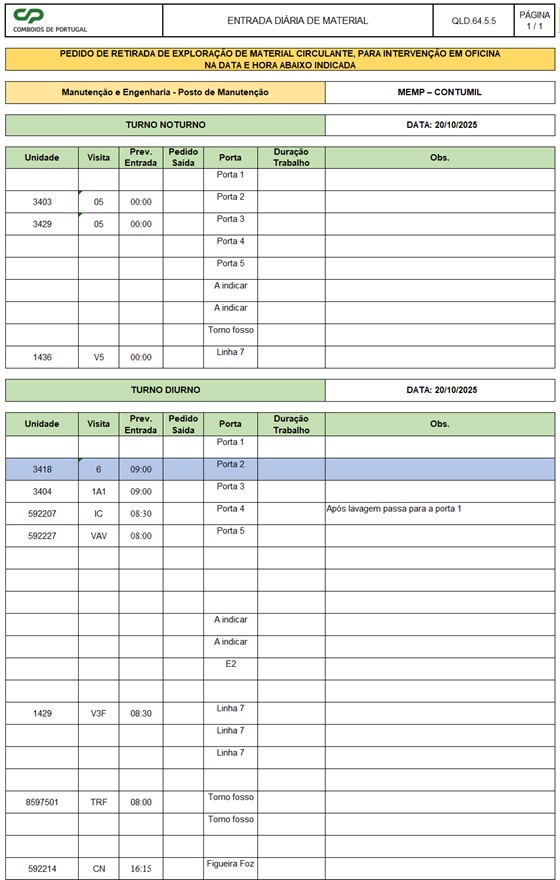 CP
COMBOIOS DE PORTUGAL
ENTRADA DIÁRIA DE MATERIAL
QLD.64.5.5
PÁGINA
1 / 1
PEDIDO DE RETIRADA DE EXPLORAÇÃO DE MATERIAL CIRCULANTE, PARA INTERVENÇÃO EM OFICINA
NA DATA E HORA ABAIXO INDICADA
Manutenção e Engenharia - Posto de Manutenção MEMP – CONTUMIL
TURNO NOTURNO DATA: 20/10/2025
Unidade Visita Prev. Entrada Pedido Saída Porta Duração Trabalho Obs.
Porta 1
3403 05 00:00 Porta 2
3429 05 00:00 Porta 3
Porta 4
Porta 5
A indicar
A indicar
Torno fosso
1436 V5 00:00 Linha 7
TURNO DIURNO DATA: 20/10/2025
Unidade Visita Prev. Entrada Pedido Saída Porta Duração Trabalho Obs.
Porta 1
3418 6 09:00 Porta 2
3404 1A1 09:00 Porta 3
592207 IC 08:30 Porta 4 Após lavagem passa para a porta 1
592227 VAV 08:00 Porta 5
A indicar
A indicar
E2
1429 V3F 08:30 Linha 7
Linha 7
Linha 7
8597501 TRF 08:00 Torno fosso
Torno fosso
592214 CN 16:15 Figueira Foz